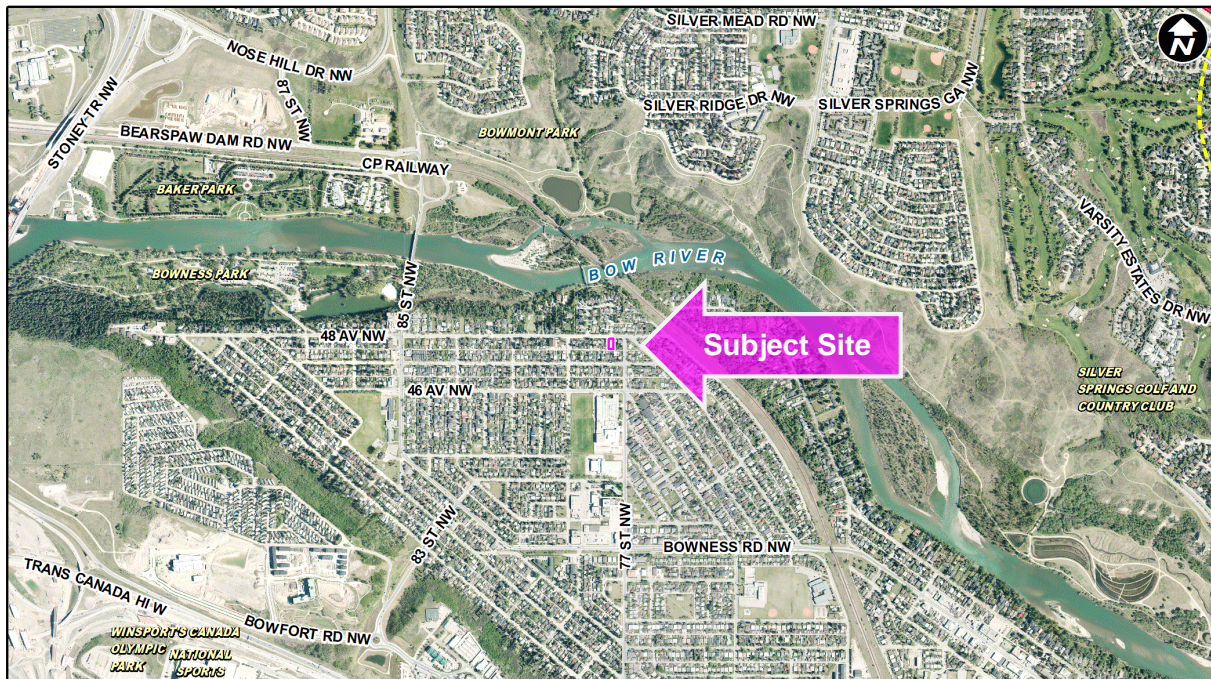 SILVER MEAD RD NW
N
NOSE HILL DR NW
87 ST NW
STONEY TR NW
SILVER RIDGE DR NW
SILVER SPRINGS GA NW
BEARSPAW DAM RD NW
BOWMONT PARK
CP RAILWAY
BAKER PARK
VARSITY ESTATES DR NW
BOW RIVER
BOWNESS PARK
85 ST NW
48 AV NW
Subject Site
46 AV NW
SILVER
SPRINGS GOLF AND
COUNTRY CLUB
83 ST NW
77 ST NW
BOWNESS RD NW
TRANS CANADA HI W
BOWFORT RD NW
WINSPORT'S CANADA
OLYMPIC
PARK
NATIONAL
SPORTS